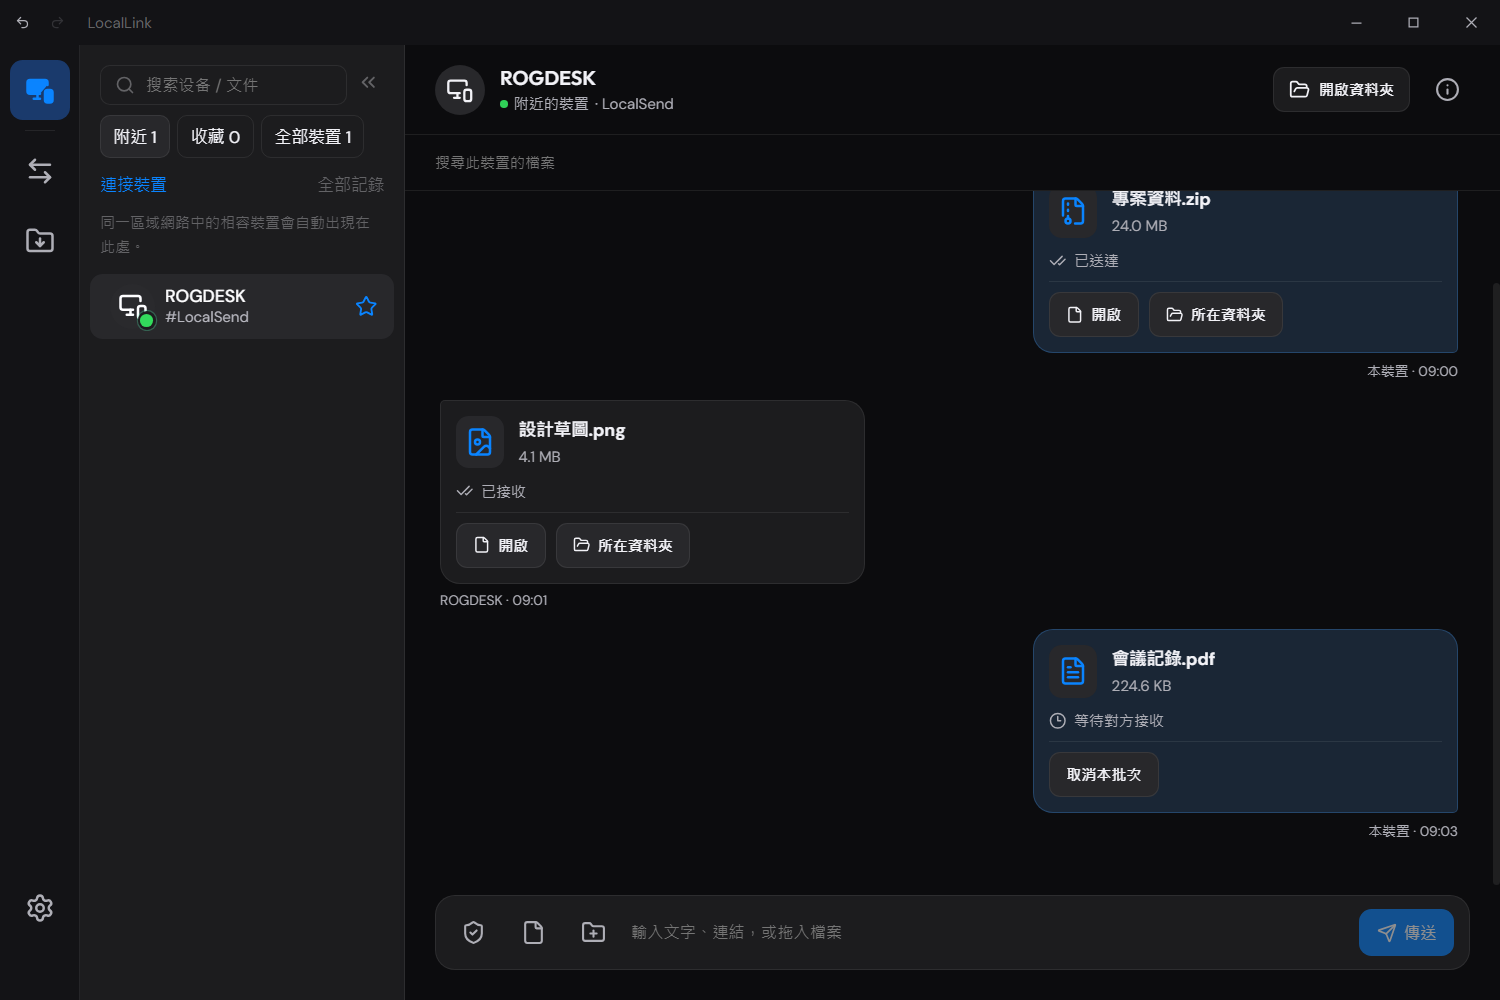 LocalLink
搜索设备 / 文件
附近 1
收藏 0
全部裝置 1
連接裝置
全部記錄
同一區域網路中的相容裝置會自動出現在
此處。
ROGDESK
#LocalSend
ROGDESK
附近的裝置 · LocalSend
開啟資料夾
搜尋此裝置的檔案
專案資料.zip
24.0 MB
已送達
開啟
所在資料夾
本裝置 · 09:00
設計草圖.png
4.1 MB
已接收
開啟
所在資料夾
ROGDESK · 09:01
會議記錄.pdf
224.6 KB
等待對方接收
取消本批次
本裝置 · 09:03
輸入文字、連結，或拖入檔案
傳送